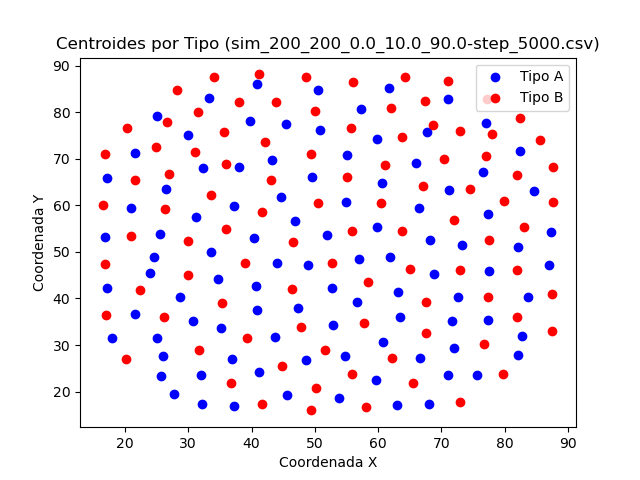 Centroides por Tipo (sim_200_200_0.0_10.0_90.0-step_5000.csv)
Tipo A
Tipo B
90
80
70
60
50
40
30
20
Coordenada Y
20 30 40 50 60 70 80 90
Coordenada X